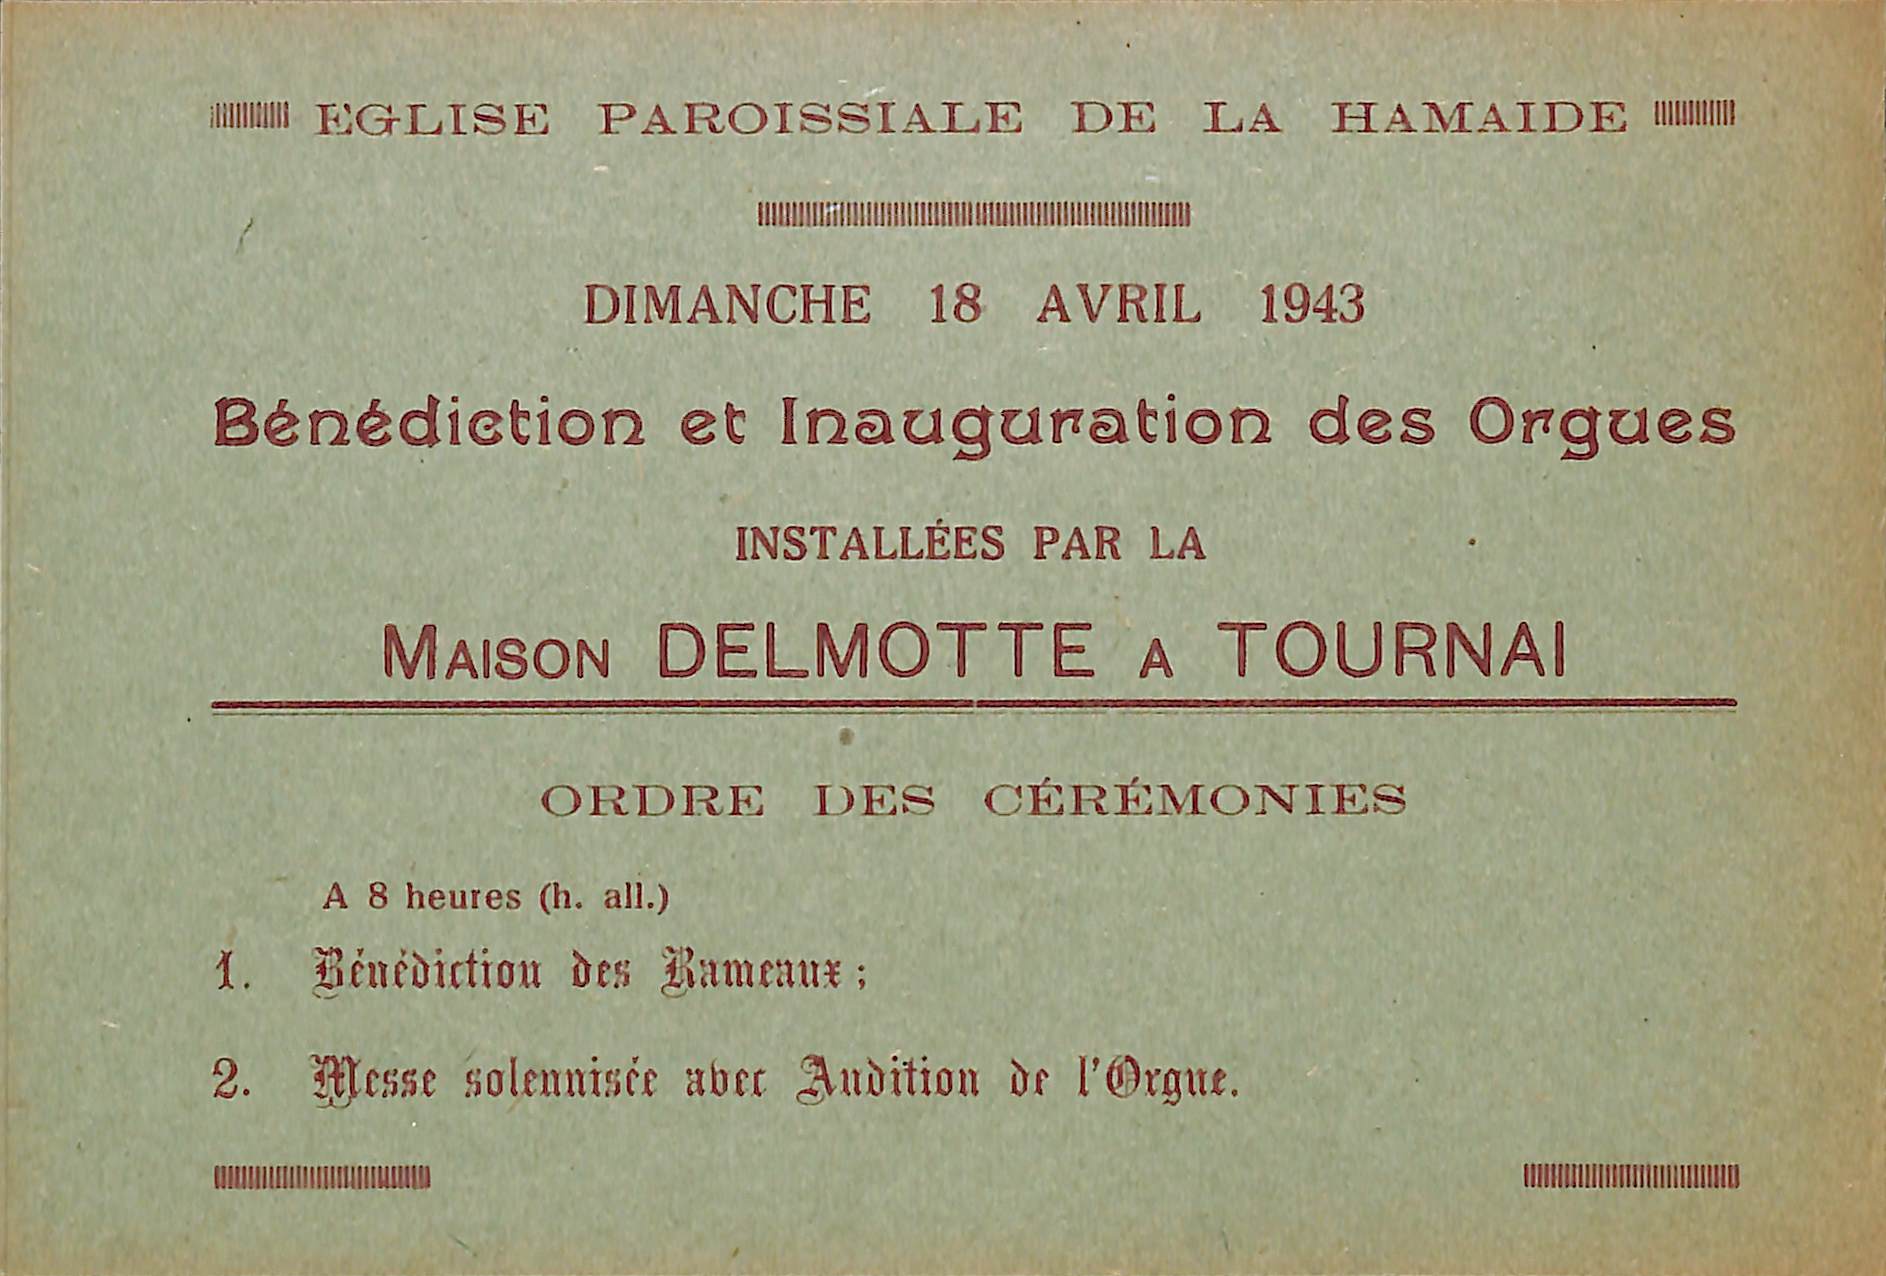 EGLISE PAROISSIALE DE LA HAMAIDE
DIMANCHE 18 AVRIL 1943
Bénédiction et Inauguration des Orgues
INSTALLÉES PAR LA
MAISON DELMOTTE A TOURNAI
ORDRE DES CÉRÉMONIES
A 8 heures (h. all.)
1. Bénédiction des Rameaux ;
2. Messe solennisée avec Audition de l'Orgue.